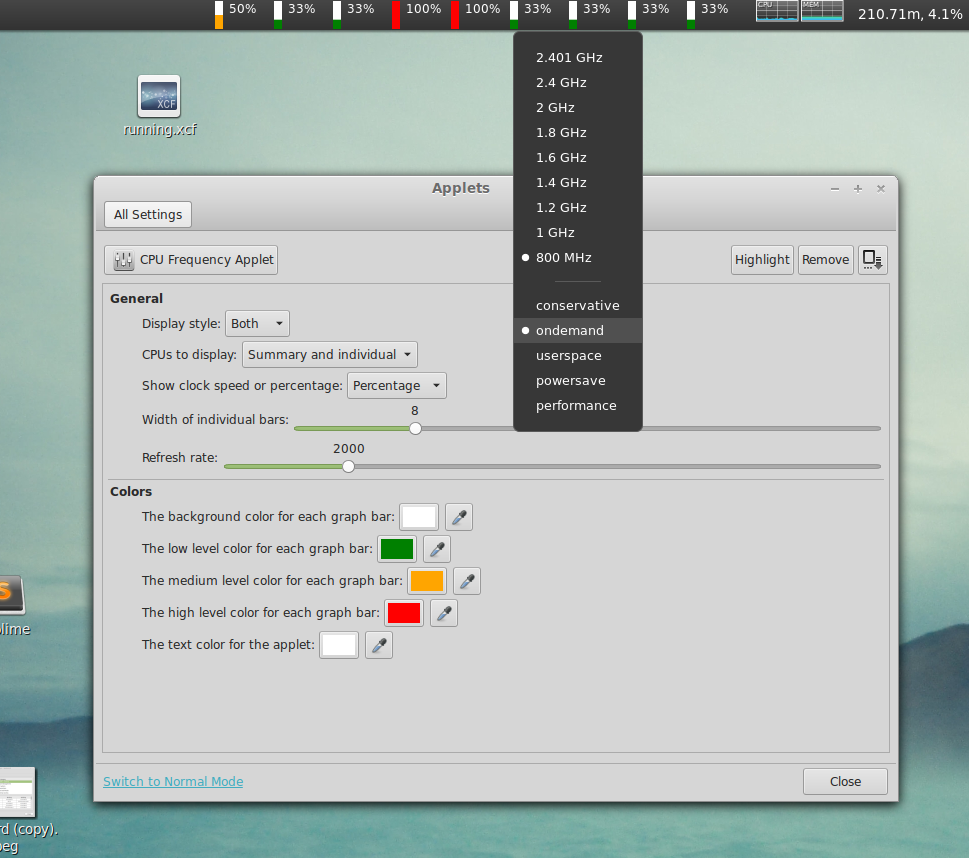 50% 33% 33% 100% 100% 33% 33% 33% 33% CPU MEM 210.71m, 4.1%
2.401 GHz
2.4 GHz
2 GHz
1.8 GHz
1.6 GHz
1.4 GHz
1.2 GHz
1 GHz
800 MHz
conservative
ondemand
userspace
powersave
performance
XCF
running.xcf
Applets
All Settings
CPU Frequency Applet Highlight Remove
General
Display style: Both
CPUs to display: Summary and individual
Show clock speed or percentage: Percentage
8
Width of individual bars:
2000
Refresh rate:
Colors
The background color for each graph bar:
The low level color for each graph bar:
The medium level color for each graph bar:
The high level color for each graph bar:
The text color for the applet:
Switch to Normal Mode Close
S
lime
rd (copy).
peg